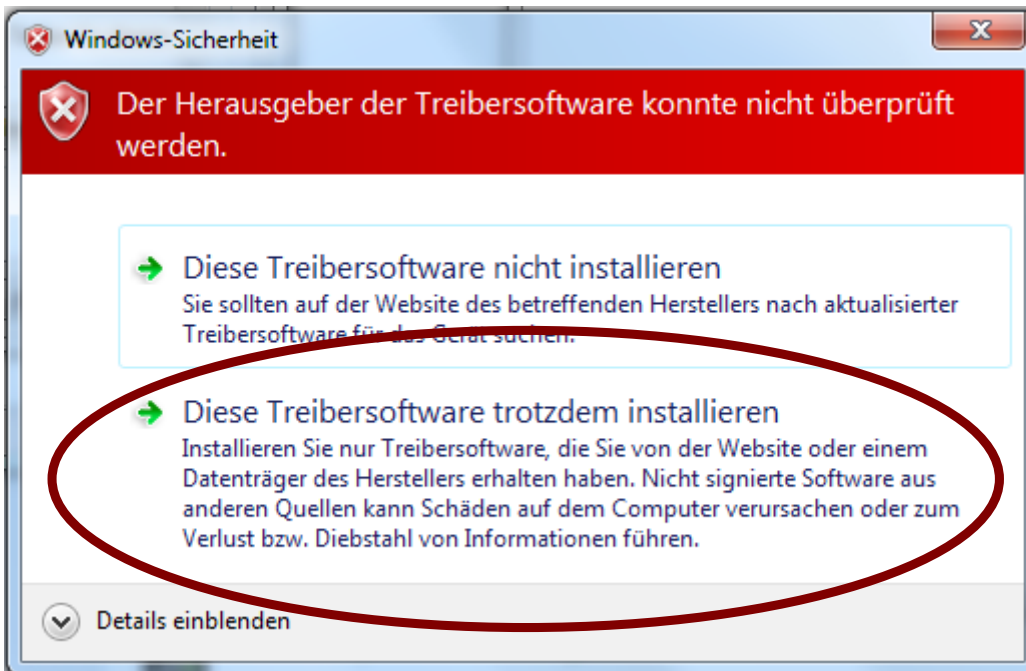 Windows-Sicherheit
Der Herausgeber der Treibersoftware konnte nicht überprüft
werden.
Diese Treibersoftware nicht installieren
Sie sollten auf der Website des betreffenden Herstellers nach aktualisierter
Treibersoftware für das Gerät suchen.
Diese Treibersoftware trotzdem installieren
Installieren Sie nur Treibersoftware, die Sie von der Website oder einem
Datenträger des Herstellers erhalten haben. Nicht signierte Software aus
anderen Quellen kann Schäden auf dem Computer verursachen oder zum
Verlust bzw. Diebstahl von Informationen führen.
Details einblenden